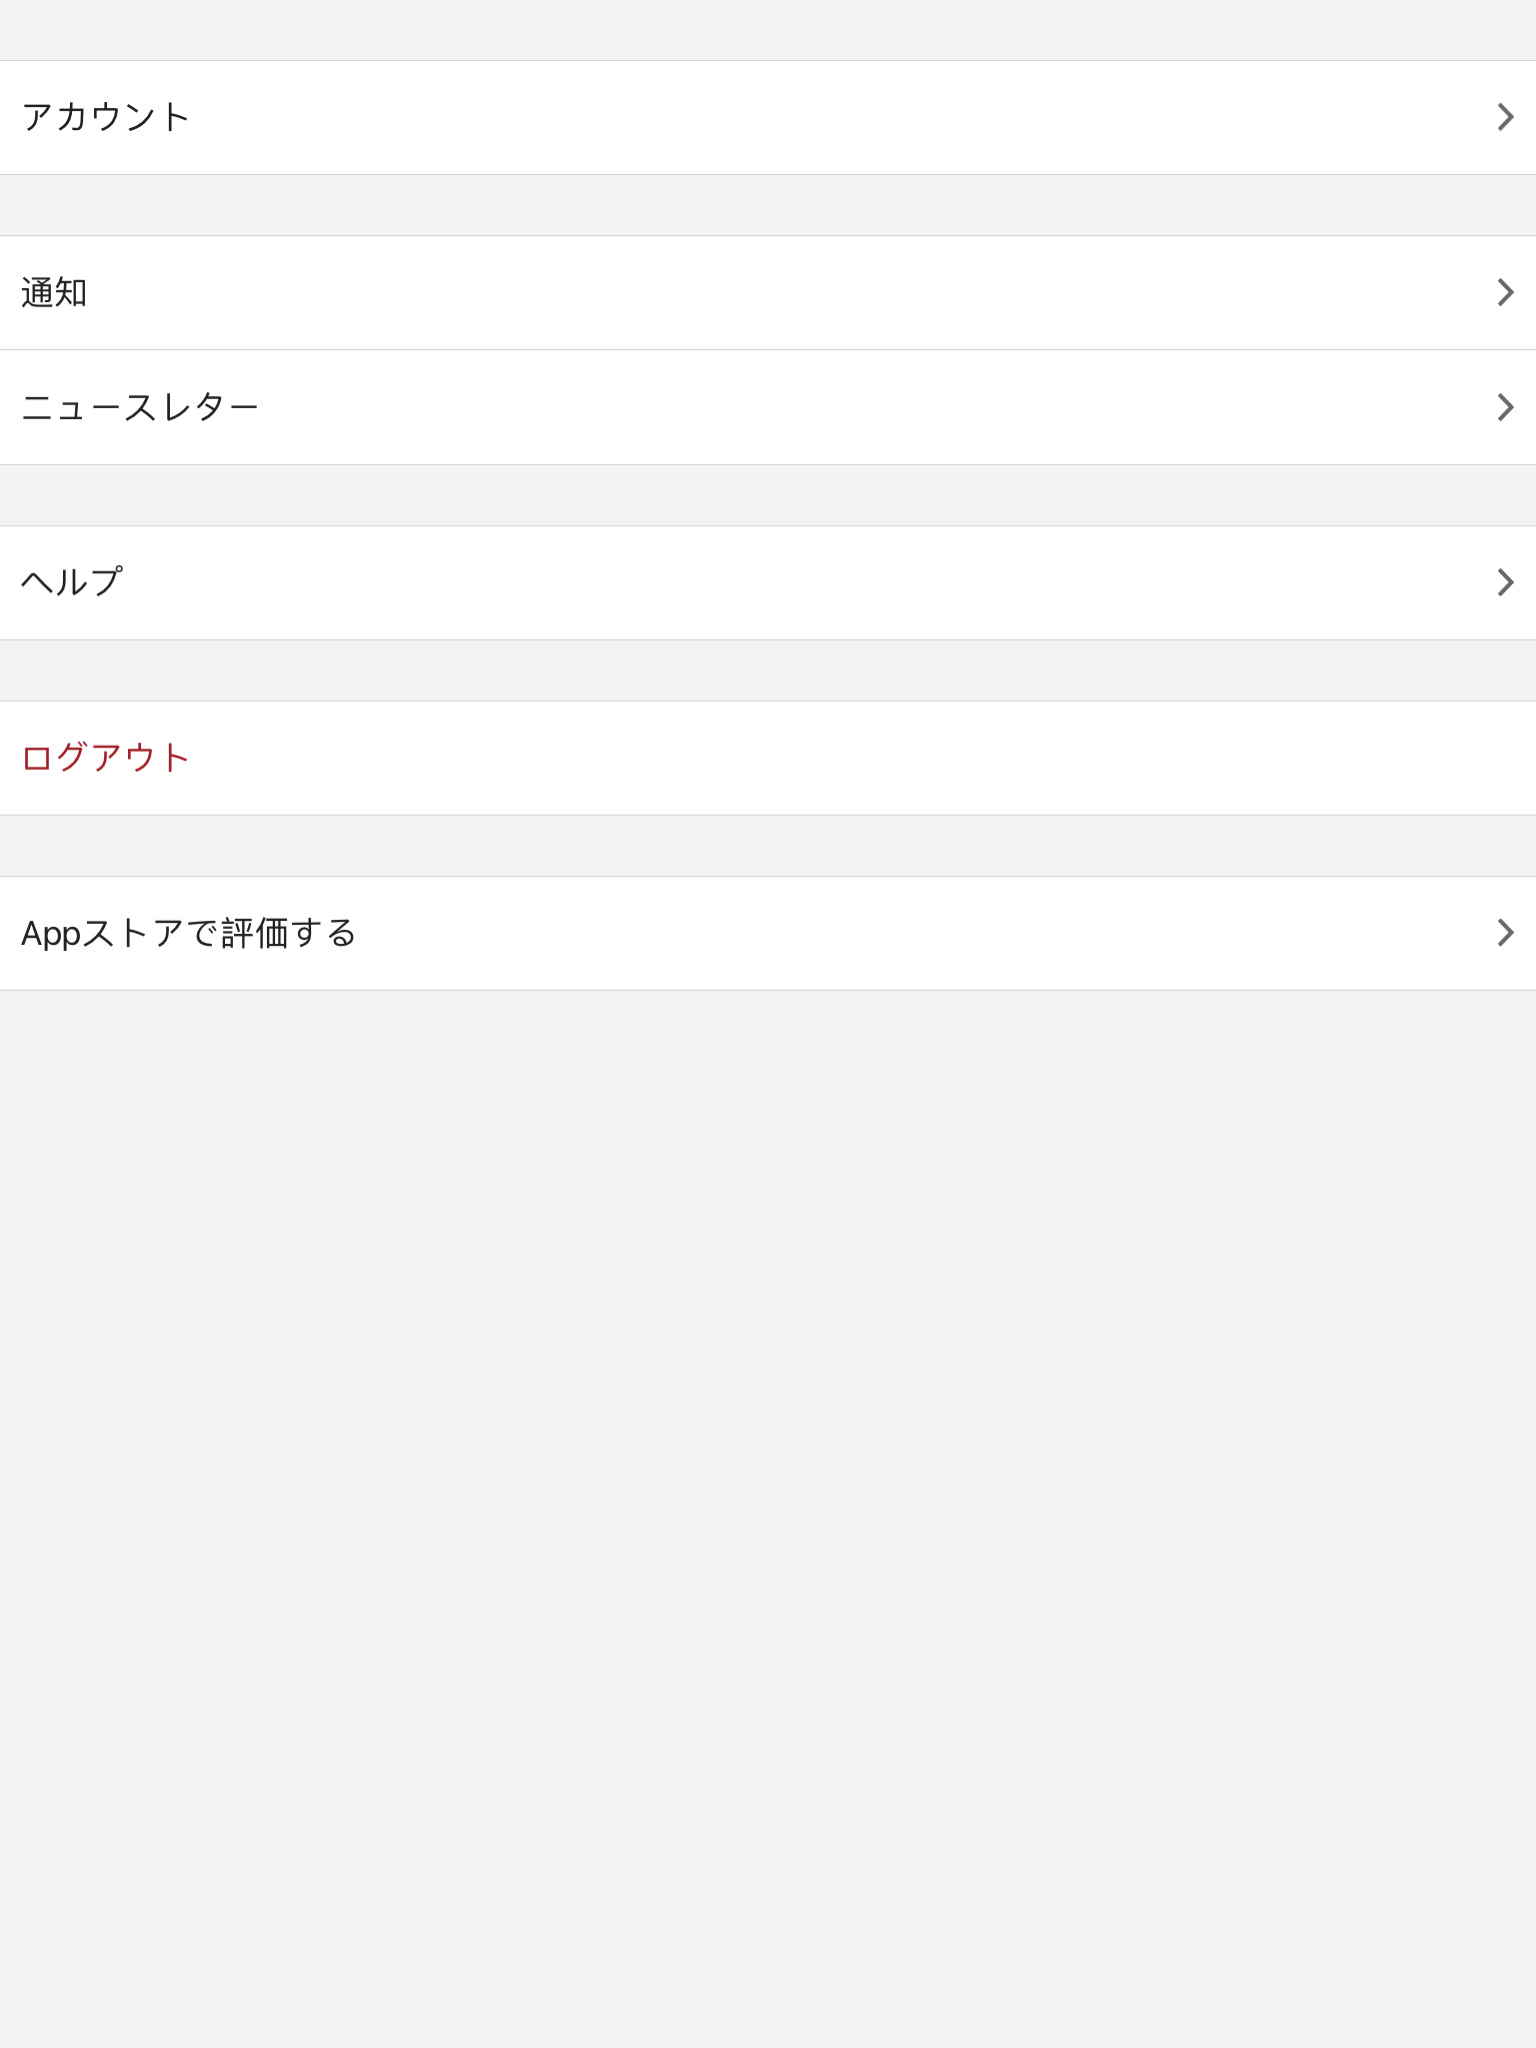 アカウント
通知
ニュースレター
ヘルプ
ログアウト
Appストアで評価する